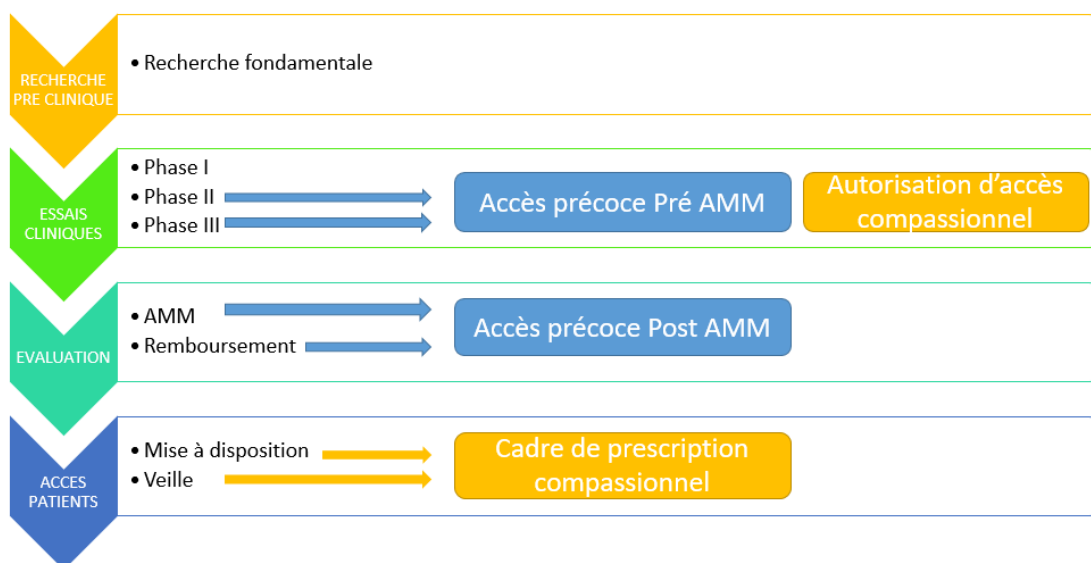 RECHERCHE
PRE CLINIQUE
• Recherche fondamentale
ESSAIS
CLINIQUES
• Phase I
• Phase II
• Phase III
Accès précoce Pré AMM
Autorisation d'accès
compassionnel
EVALUATION
• AMM
• Remboursement
Accès précoce Post AMM
ACCES
PATIENTS
• Mise à disposition
• Veille
Cadre de prescription
compassionnel